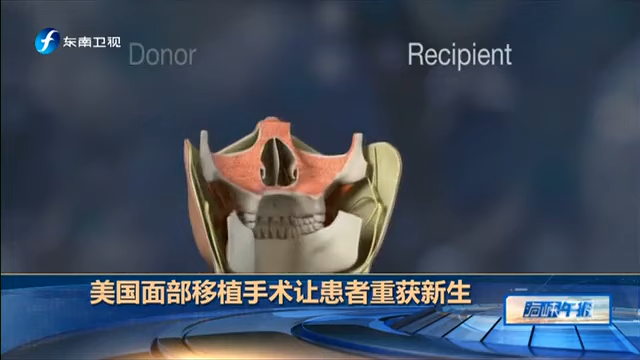 东南卫视
Donor
Recipient
美国面部移植手术让患者重获新生
海峡午报